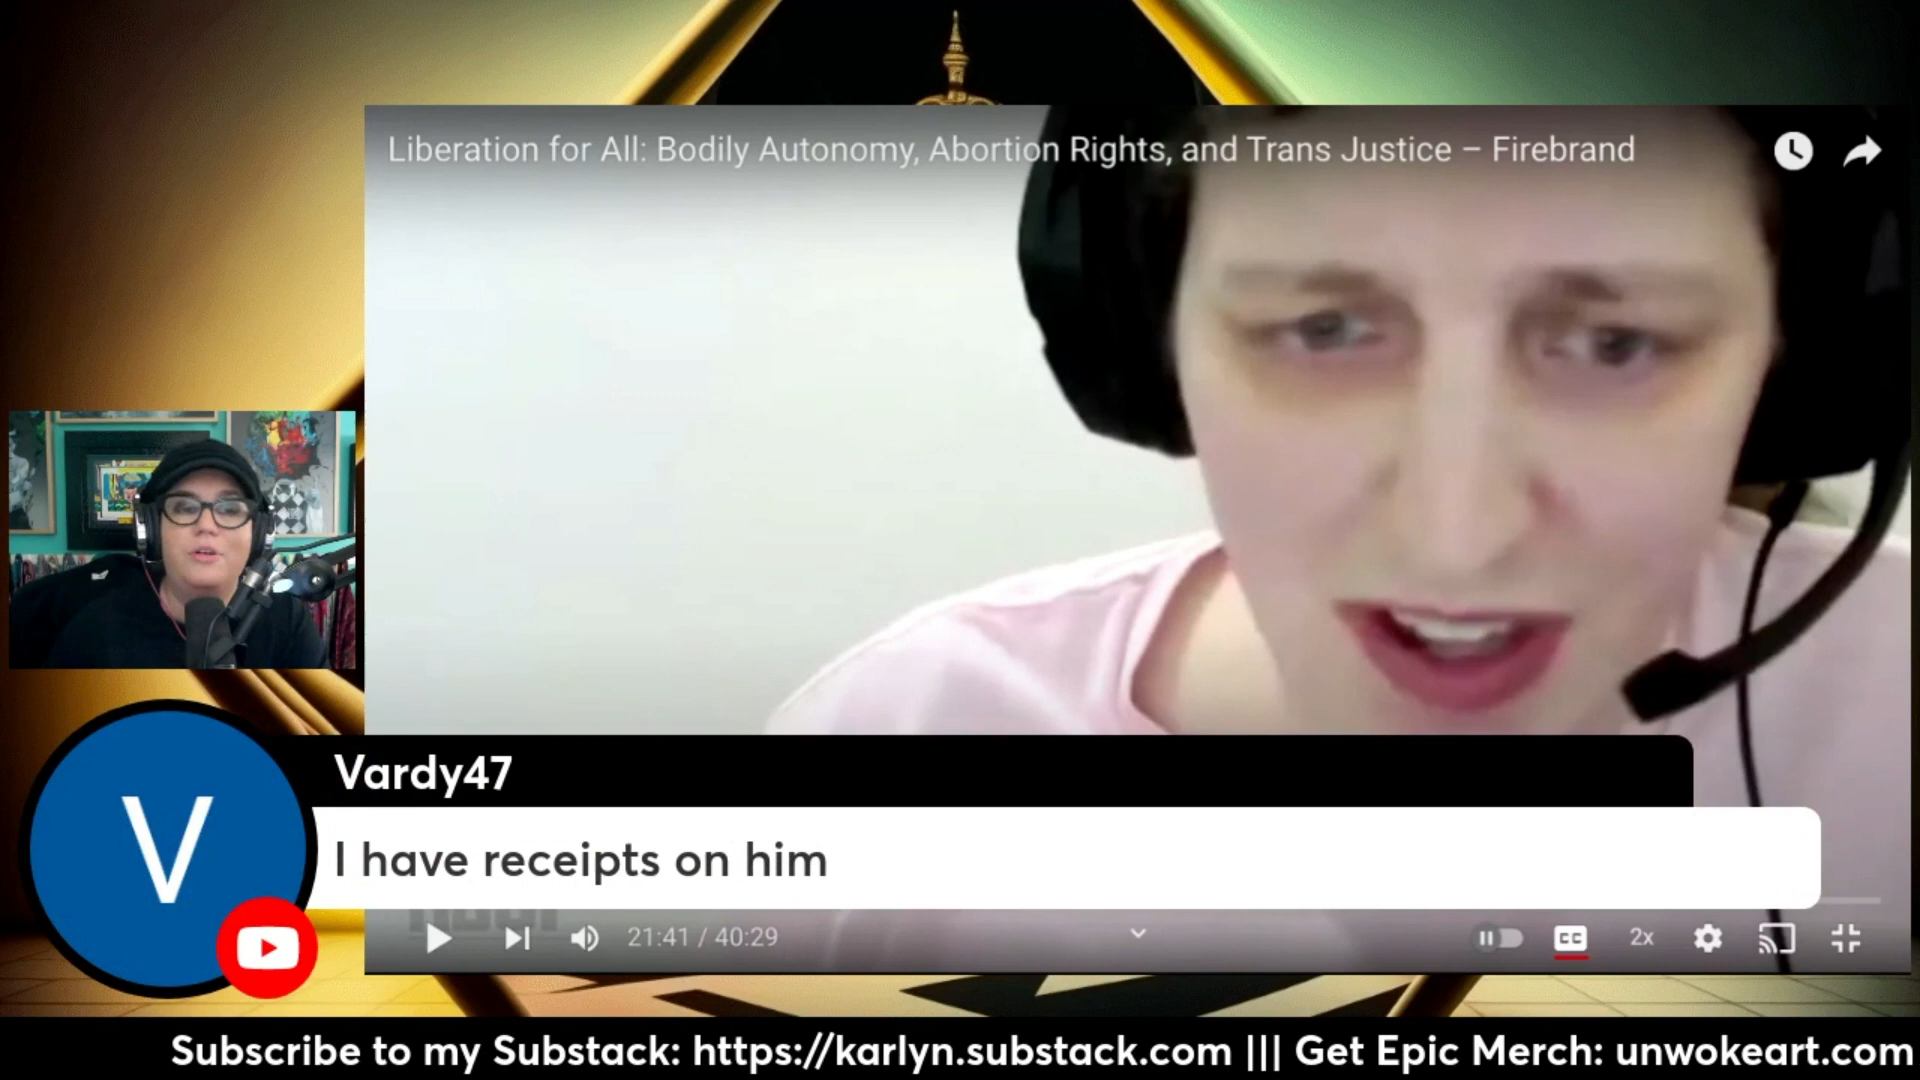 Liberation for All: Bodily Autonomy, Abortion Rights, and Trans Justice – Firebrand
V
Vardy47
I have receipts on him
21:41 / 40:29
CC
2x
Subscribe to my Substack: https://karlyn.substack.com ||| Get Epic Merch: unwokeart.com